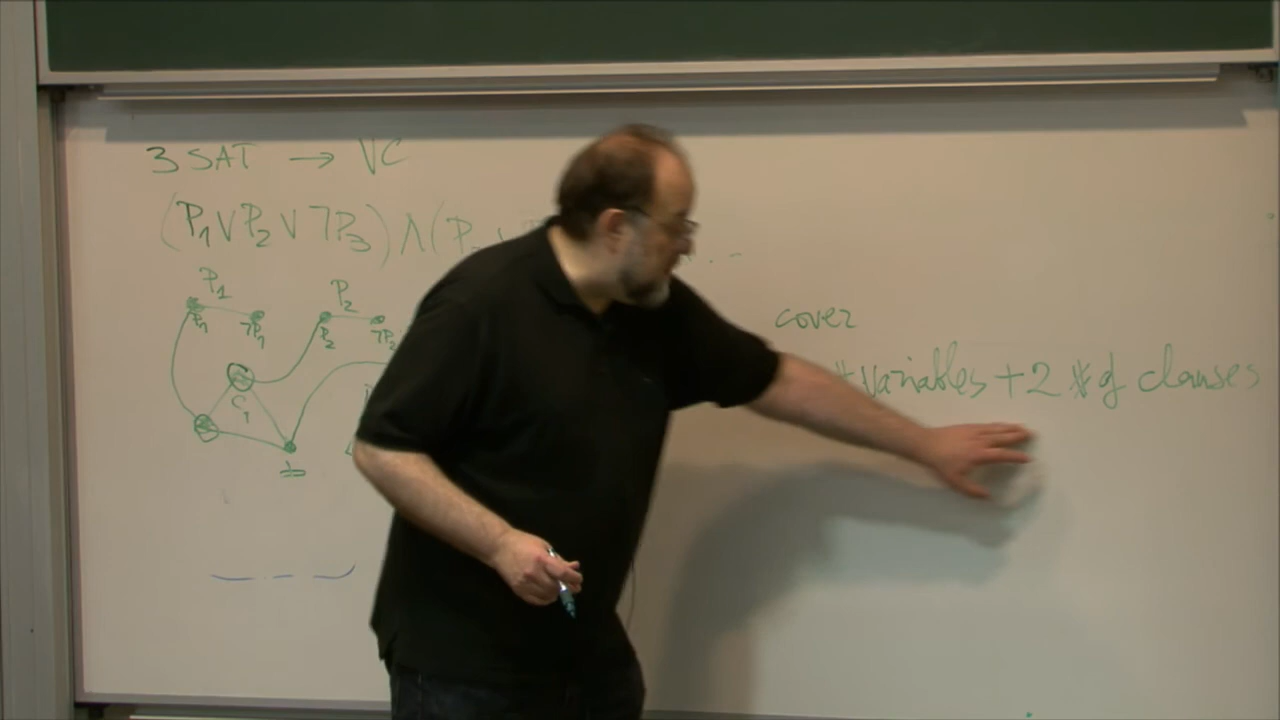 3 SAT → VC
(P₁ ∨ P₂ ∨ ¬P₃) ∧ (P ...
P₁ P₂
P₁ ¬P₁ P₂ ¬P₂
C₁
cover
# variables + 2 # of clauses